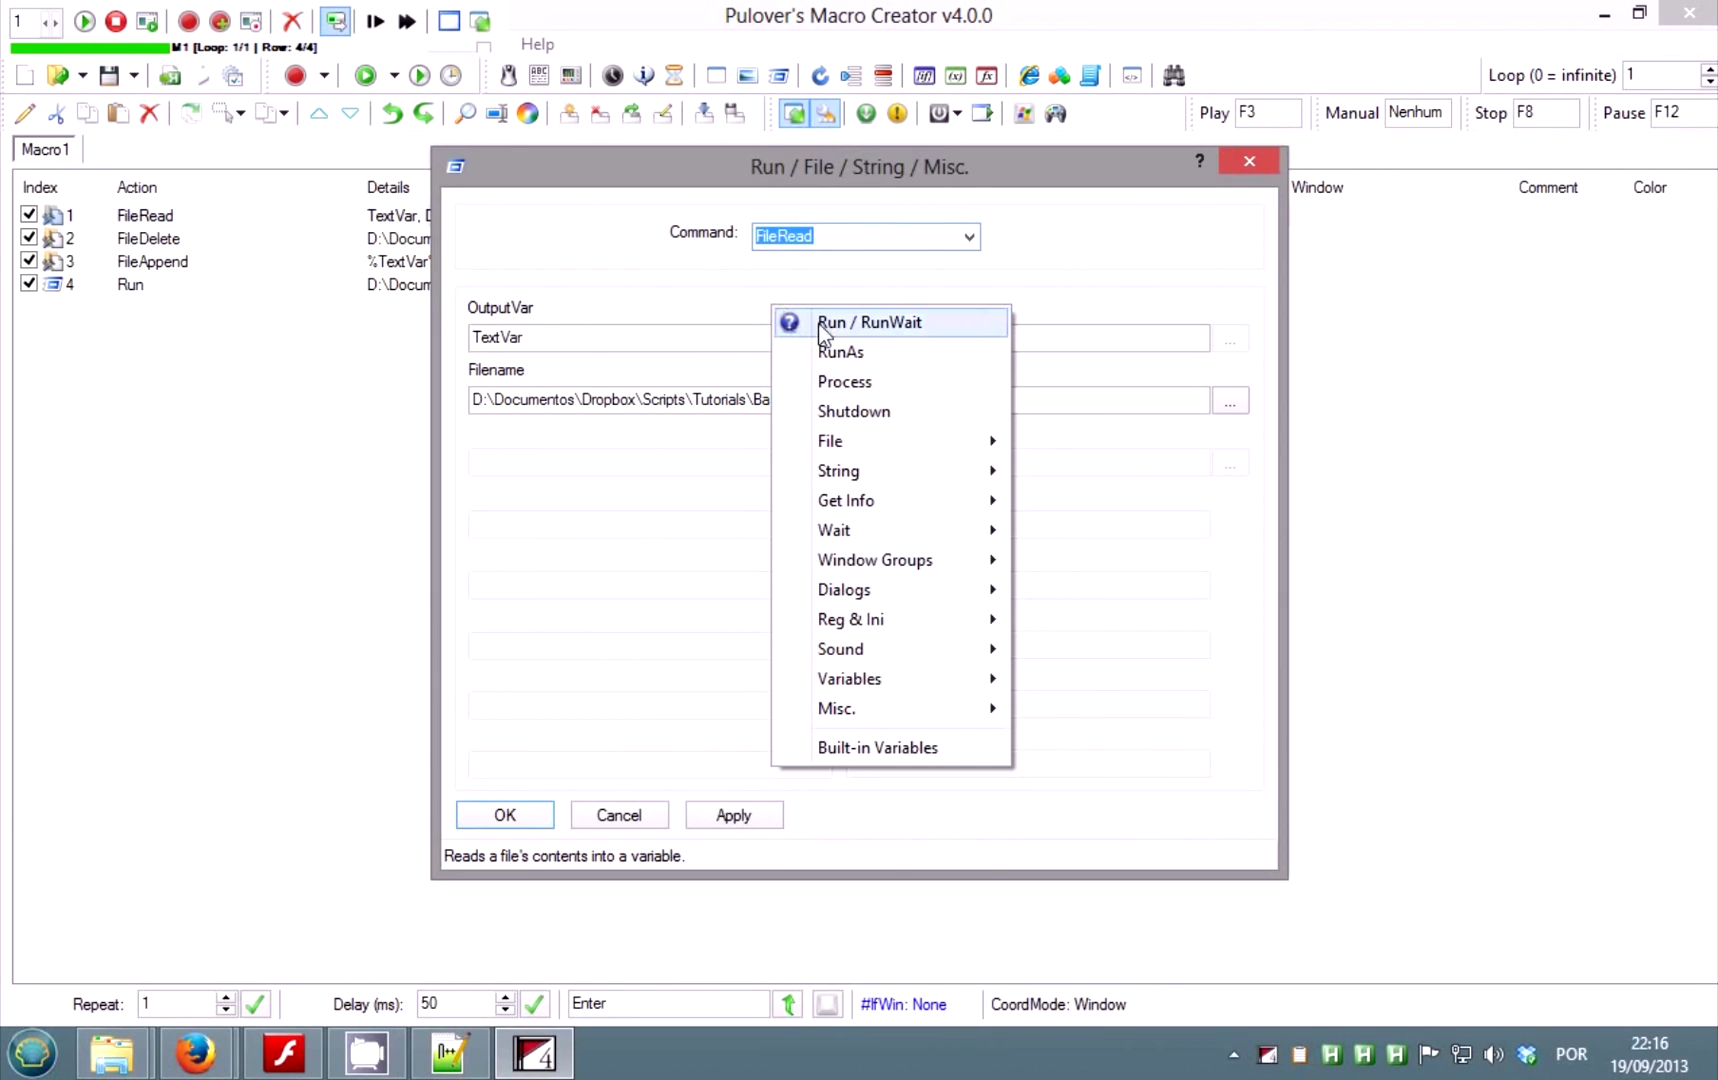 1
Pulover's Macro Creator v4.0.0
M1 [Loop: 1/1 | Row: 4/4]
Help
ABC
[if]
(x)
fx
Loop (0 = infinite) 1
Play F3
Manual Nenhum
Stop F8
Pause F12
Macro1
Index Action Details Window Comment Color
1 FileRead TextVar, D
2 FileDelete D:\Docum
3 FileAppend %TextVar
4 Run D:\Docum
Run / File / String / Misc.
?
Command: FileRead
OutputVar
TextVar
...
Filename
D:\Documentos\Dropbox\Scripts\Tutorials\Ba
...
...
Run / RunWait
RunAs
Process
Shutdown
File
String
Get Info
Wait
Window Groups
Dialogs
Reg & Ini
Sound
Variables
Misc.
Built-in Variables
OK Cancel Apply
Reads a file's contents into a variable.
Repeat: 1 Delay (ms): 50 Enter #IfWin: None CoordMode: Window
n++
4
H H H
POR
22:16
19/09/2013